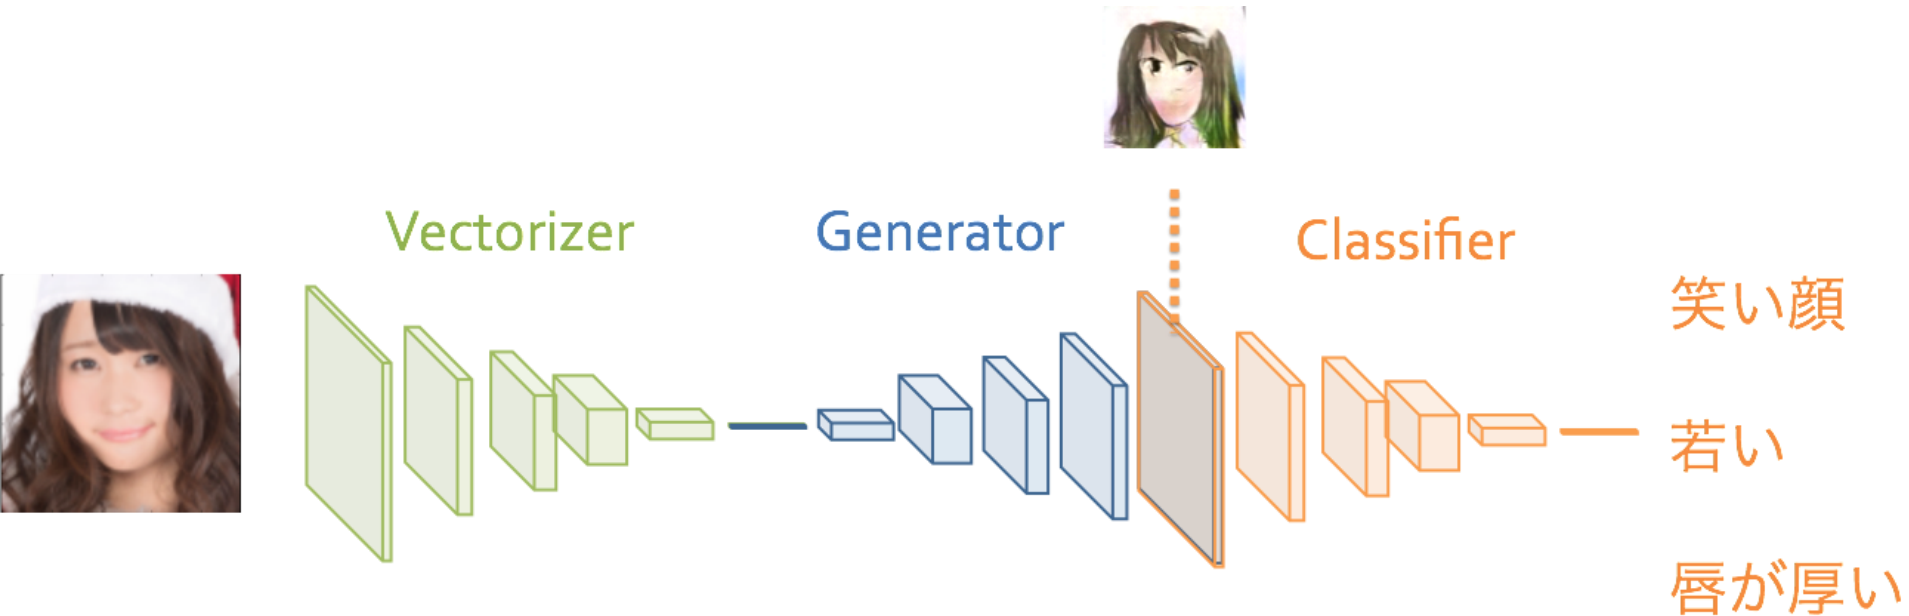 Vectorizer
Generator
Classifier
笑い顔
若い
唇が厚い